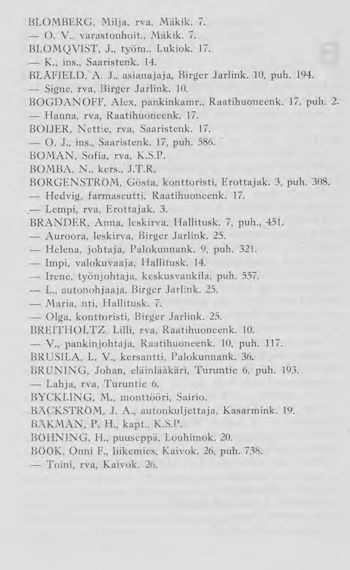 BLOMBERG, Milja, rva, Mäkik. 7.
— O. V., varastonhoit., Mäkik. 7.
BLOMQVIST, J., työm., Lukiok. 17.
— K., ins., Saaristenk. 14.
BLÅFIELD, A. J., asianajaja, Birger Jarlink. 10, puh. 194.
— Signe, rva, Birger Jarlink. 10.
BOGDANOFF, Alex, pankinkamr., Raatihuoneenk. 17, puh. 2.
— Hanna, rva, Raatihuoneenk. 17.
BOIJER, Nettie, rva, Saaristenk. 17.
— O. J., ins., Saaristenk. 17, puh. 586.
BOMAN, Sofia, rva, K.S.P.
BOMBA, N., kers., J.T.R.
BORGENSTRÖM, Gösta, konttoristi, Erottajak. 3, puh. 308.
— Hedvig, farmaseutti, Raatihuoneenk. 17.
— Lempi, rva, Erottajak. 3.
BRANDER, Anna, leskirva, Hallitusk. 7, puh., 451.
— Auroora, leskirva, Birger Jarlink. 25.
— Helena, johtaja, Palokunnank. 9, puh. 321.
— Impi, valokuvaaja, Hallitusk. 14.
— Irene, työnjohtaja, keskusvankila, puh. 557.
— L., autonohjaaja, Birger Jarlink. 25.
— Maria, nti, Hallitusk. 7.
— Olga, konttoristi, Birger Jarlink. 25.
BREITHOLTZ, Lilli, rva, Raatihuoneenk. 10.
— V., pankinjohtaja, Raatihuoneenk. 10, puh. 117.
BRUSILA, L. V., kersantti, Palokunnank. 36.
BRUNING, Johan, eläinlääkäri, Turuntie 6, puh. 193.
— Lahja, rva, Turuntie 6.
BYCKLING, M., monttööri, Sairio.
BÄCKSTRÖM, J. A., autonkuljettaja, Kasarmink. 19.
BÄKMAN, P. H., kapt., K.S.P.
BÖHNING, H., puuseppä, Louhimok. 20.
BÖÖK, Onni F., liikemies, Kaivok. 26, puh. 738.
— Toini, rva, Kaivok. 26.